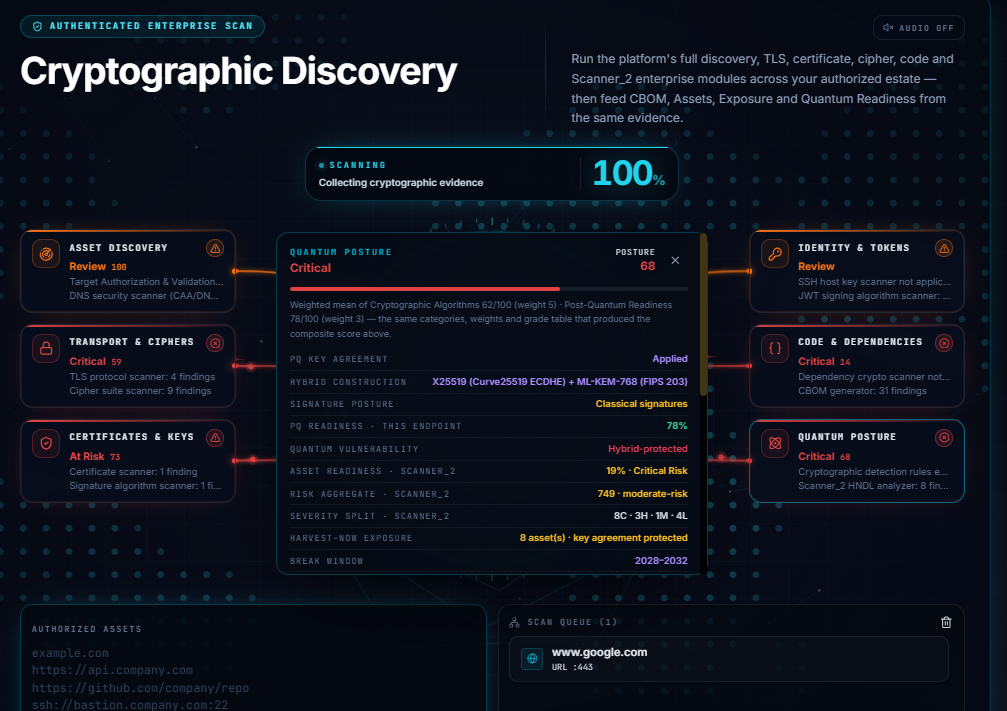 AUTHENTICATED ENTERPRISE SCAN
AUDIO OFF
Cryptographic Discovery
Run the platform's full discovery, TLS, certificate, cipher, code and
Scanner_2 enterprise modules across your authorized estate —
then feed CBOM, Assets, Exposure and Quantum Readiness from
the same evidence.
SCANNING
Collecting cryptographic evidence
100%
ASSET DISCOVERY
Review 100
Target Authorization & Validation...
DNS security scanner (CAA/DN...
TRANSPORT & CIPHERS
Critical 59
TLS protocol scanner: 4 findings
Cipher suite scanner: 9 findings
CERTIFICATES & KEYS
At Risk 73
Certificate scanner: 1 finding
Signature algorithm scanner: 1 fi...
QUANTUM POSTURE
Critical
POSTURE
68
Weighted mean of Cryptographic Algorithms 62/100 (weight 5) · Post-Quantum Readiness
78/100 (weight 3) — the same categories, weights and grade table that produced the
composite score above.
PQ KEY AGREEMENT Applied
HYBRID CONSTRUCTION X25519 (Curve25519 ECDHE) + ML-KEM-768 (FIPS 203)
SIGNATURE POSTURE Classical signatures
PQ READINESS · THIS ENDPOINT 78%
QUANTUM VULNERABILITY Hybrid-protected
ASSET READINESS · SCANNER_2 19% · Critical Risk
RISK AGGREGATE · SCANNER_2 749 · moderate-risk
SEVERITY SPLIT · SCANNER_2 8C · 3H · 1M · 4L
HARVEST-NOW EXPOSURE 8 asset(s) · key agreement protected
BREAK WINDOW 2028–2032
IDENTITY & TOKENS
Review
SSH host key scanner not applic...
JWT signing algorithm scanner: ...
CODE & DEPENDENCIES
Critical 14
Dependency crypto scanner not...
CBOM generator: 31 findings
QUANTUM POSTURE
Critical 68
Cryptographic detection rules e...
Scanner_2 HNDL analyzer: 8 fin...
AUTHORIZED ASSETS
example.com
https://api.company.com
https://github.com/company/repo
ssh://bastion.company.com:22
SCAN QUEUE (1)
www.google.com
URL :443